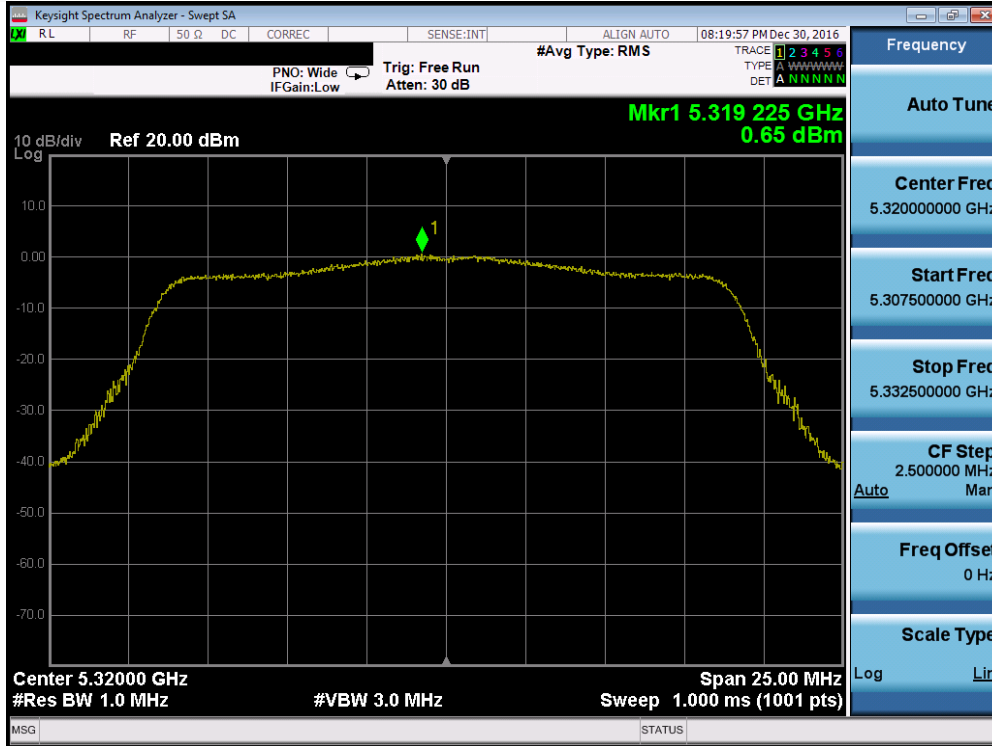 Keysight Spectrum Analyzer - Swept SA
LXI RL RF 50 Ω DC CORREC SENSE:INT ALIGN AUTO 08:19:57 PM Dec 30, 2016
#Avg Type: RMS TRACE 1 2 3 4 5 6
PNO: Wide Trig: Free Run TYPE A WWWWW
IFGain:Low Atten: 30 dB DET A N N N N N
Mkr1 5.319 225 GHz
0.65 dBm
10 dB/div Ref 20.00 dBm
Log
10.0
1
0.00
-10.0
-20.0
-30.0
-40.0
-50.0
-60.0
-70.0
Center 5.32000 GHz Span 25.00 MHz
#Res BW 1.0 MHz #VBW 3.0 MHz Sweep 1.000 ms (1001 pts)
MSG STATUS
Frequency
Auto Tune
Center Freq
5.320000000 GHz
Start Freq
5.307500000 GHz
Stop Freq
5.332500000 GHz
CF Step
2.500000 MHz
Auto Man
Freq Offset
0 Hz
Scale Type
Log Lin